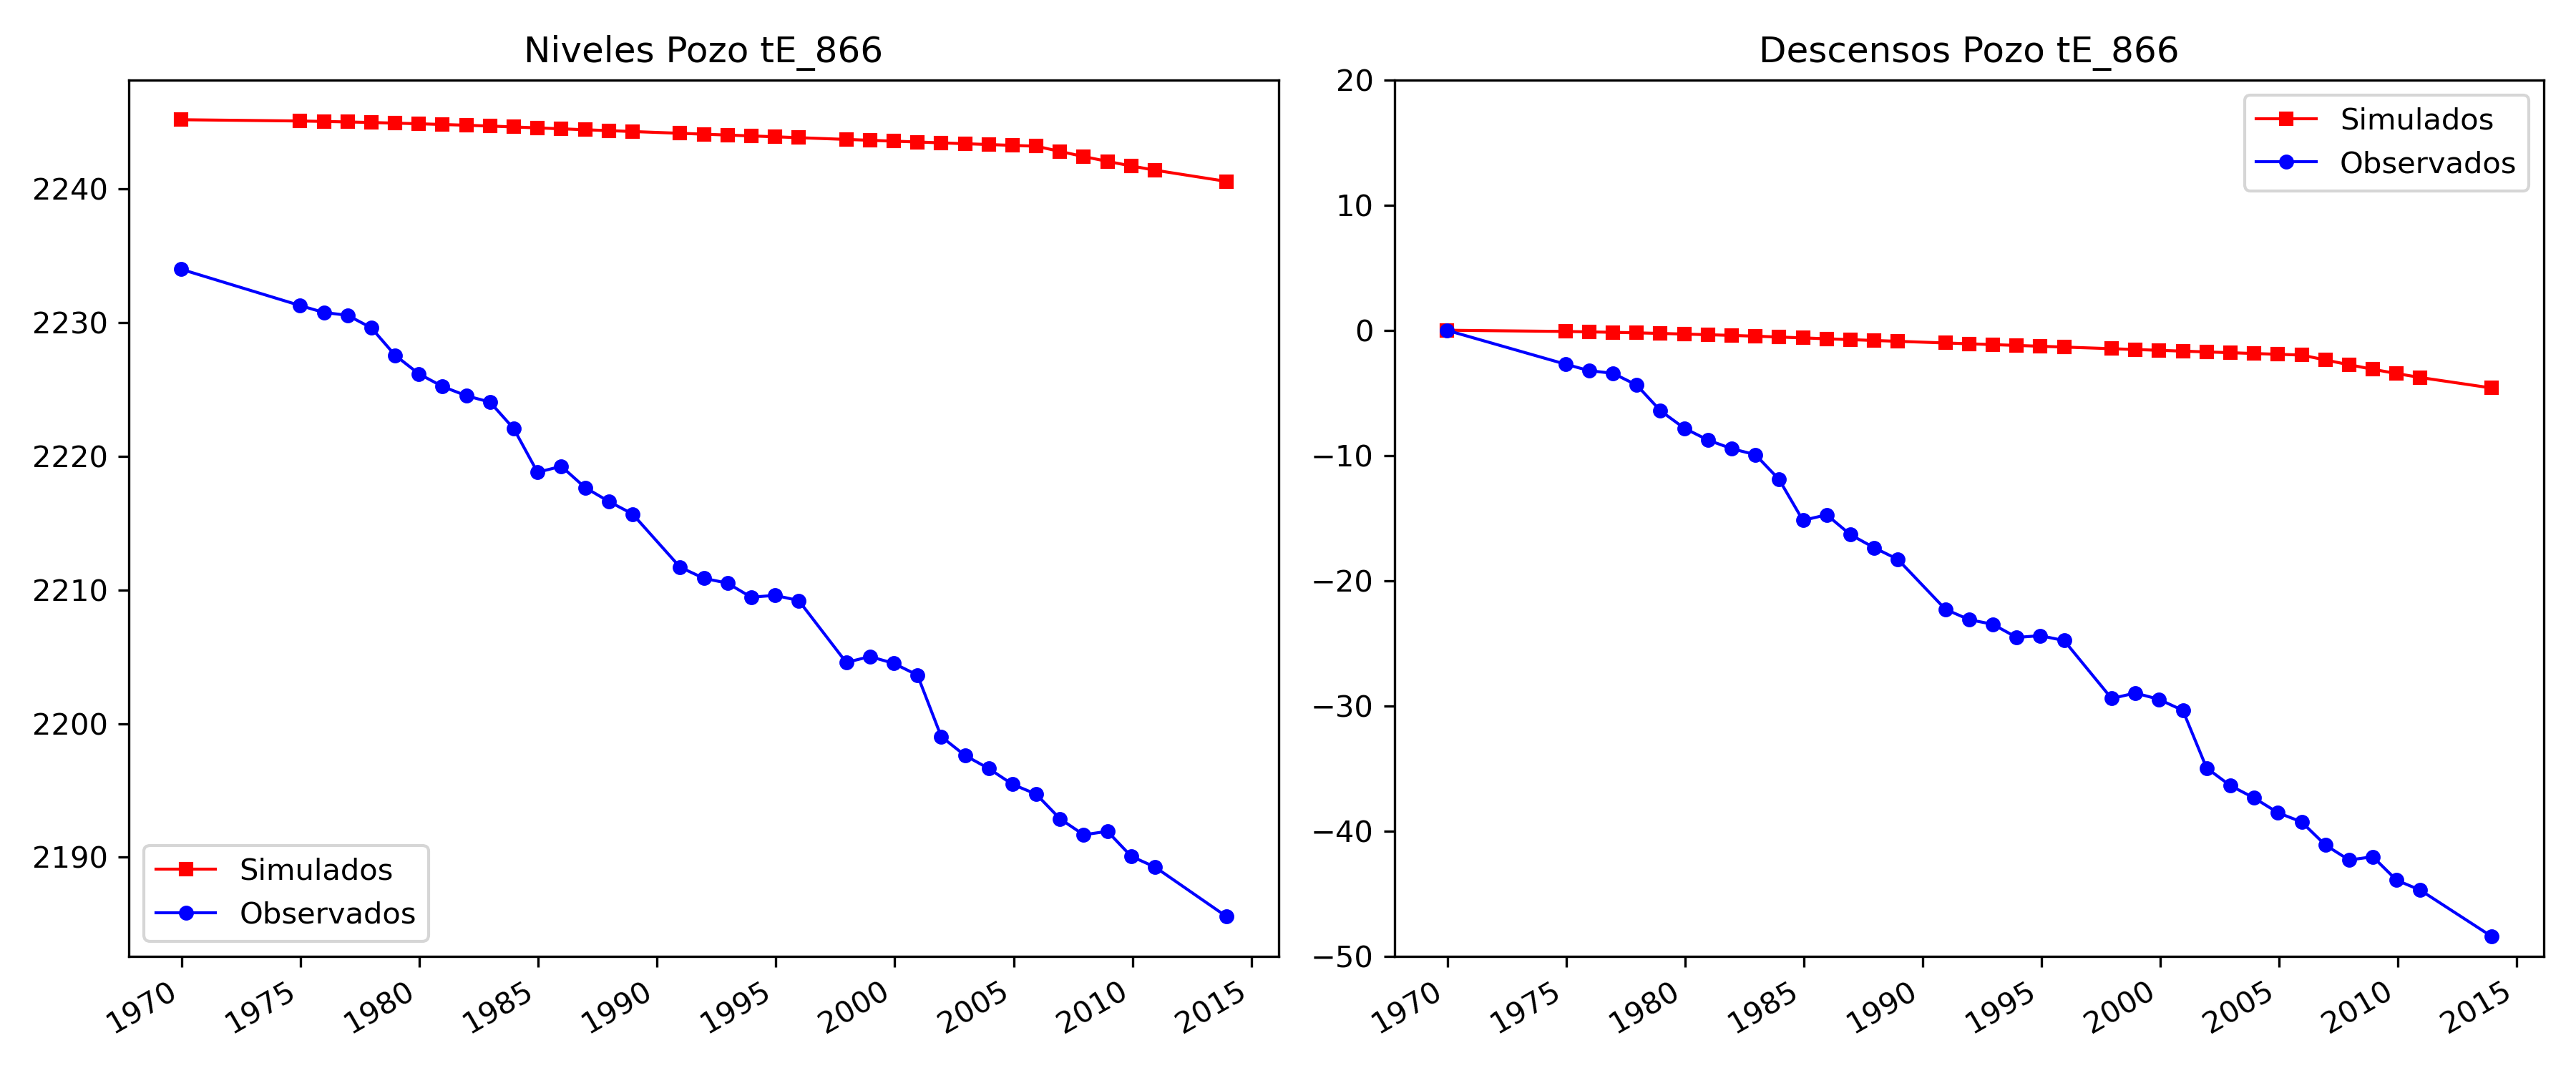 Niveles Pozo tE_866
2240
2230
2220
2210
2200
2190
Simulados
Observados
1970 1975 1980 1985 1990 1995 2000 2005 2010 2015
Descensos Pozo tE_866
20
10
0
−10
−20
−30
−40
−50
Simulados
Observados
1970 1975 1980 1985 1990 1995 2000 2005 2010 2015